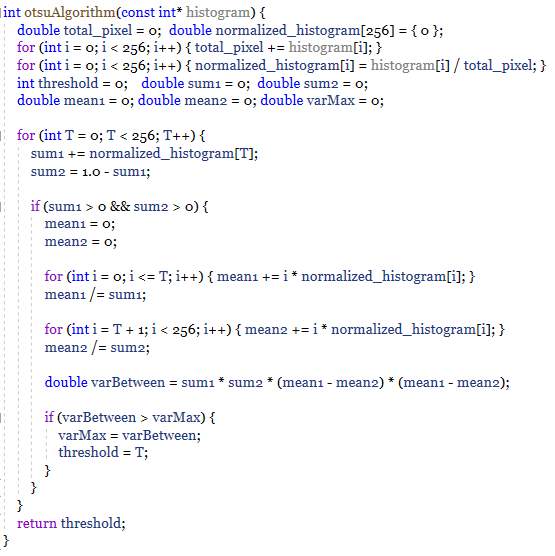 int otsuAlgorithm(const int* histogram) {
double total_pixel = 0; double normalized_histogram[256] = { 0 };
for (int i = 0; i < 256; i++) { total_pixel += histogram[i]; }
for (int i = 0; i < 256; i++) { normalized_histogram[i] = histogram[i] / total_pixel; }
int threshold = 0; double sum1 = 0; double sum2 = 0;
double mean1 = 0; double mean2 = 0; double varMax = 0;
for (int T = 0; T < 256; T++) {
sum1 += normalized_histogram[T];
sum2 = 1.0 - sum1;
if (sum1 > 0 && sum2 > 0) {
mean1 = 0;
mean2 = 0;
for (int i = 0; i <= T; i++) { mean1 += i * normalized_histogram[i]; }
mean1 /= sum1;
for (int i = T + 1; i < 256; i++) { mean2 += i * normalized_histogram[i]; }
mean2 /= sum2;
double varBetween = sum1 * sum2 * (mean1 - mean2) * (mean1 - mean2);
if (varBetween > varMax) {
varMax = varBetween;
threshold = T;
}
}
}
return threshold;
}